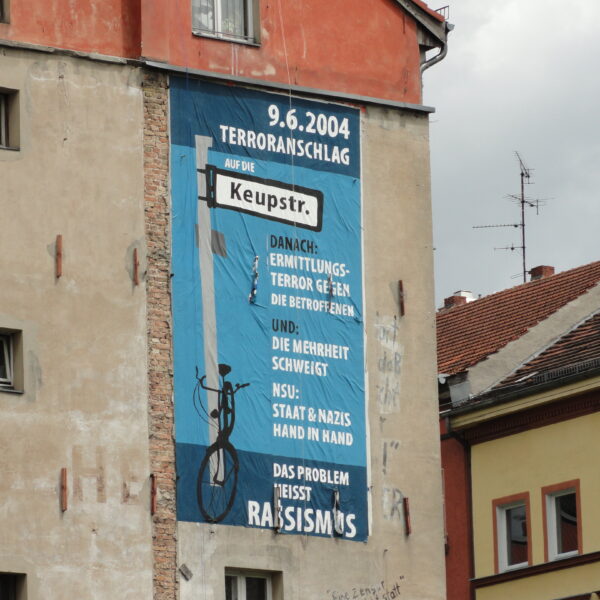 9.6.2004
TERRORANSCHLAG
AUF DIE
Keupstr.
DANACH:
ERMITTLUNGS-
TERROR GEGEN
DIE BETROFFENEN
UND:
DIE MEHRHEIT
SCHWEIGT
NSU:
STAAT & NAZIS
HAND IN HAND
DAS PROBLEM
HEISST
RASSISMUS